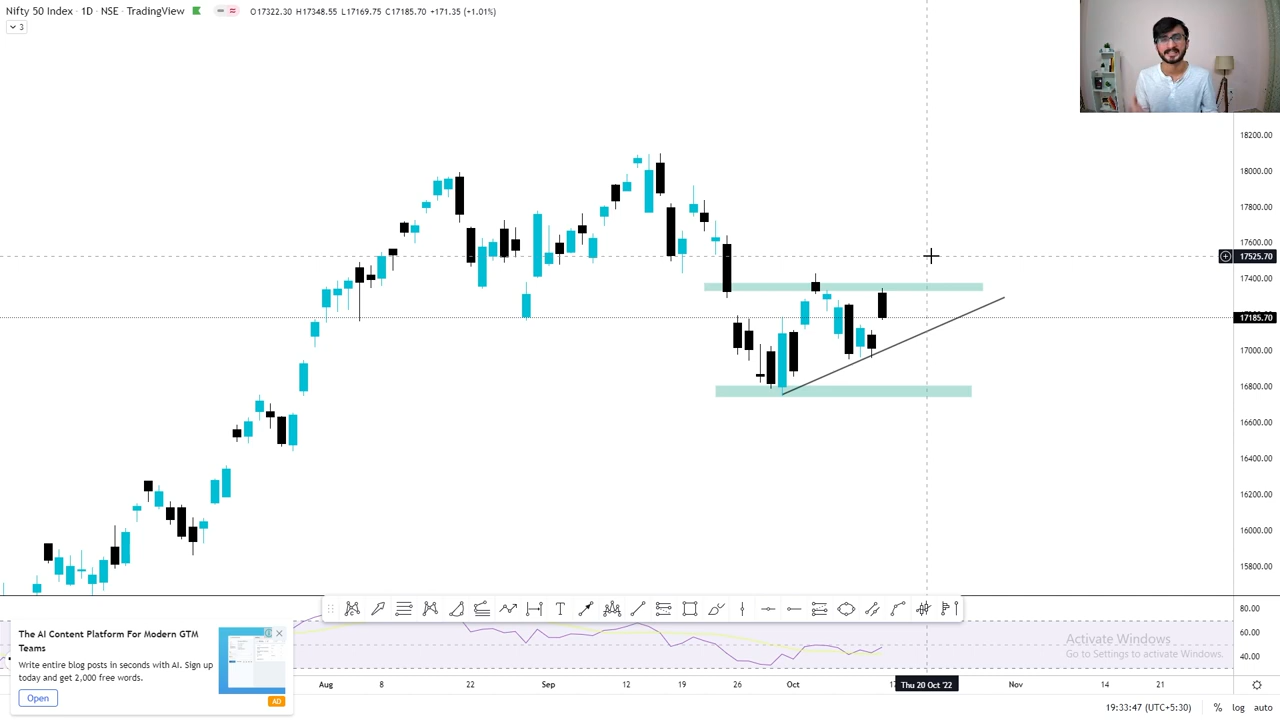 Nifty 50 Index · 1D · NSE · TradingView O17322.30 H17348.55 L17169.75 C17185.70 +171.35 (+1.01%)
3
18200.00
18000.00
17800.00
17600.00
17525.70
17400.00
17185.70
17000.00
16800.00
16600.00
16400.00
16200.00
16000.00
15800.00
80.00
60.00
40.00
T
The AI Content Platform For Modern GTM
Teams
Write entire blog posts in seconds with AI. Sign up
today and get 2,000 free words.
Open
AD
Activate Windows
Go to Settings to activate Windows.
Aug 8 22 Sep 12 19 26 Oct Thu 20 Oct '22 Nov 14 21
19:33:47 (UTC+5:30) % log auto